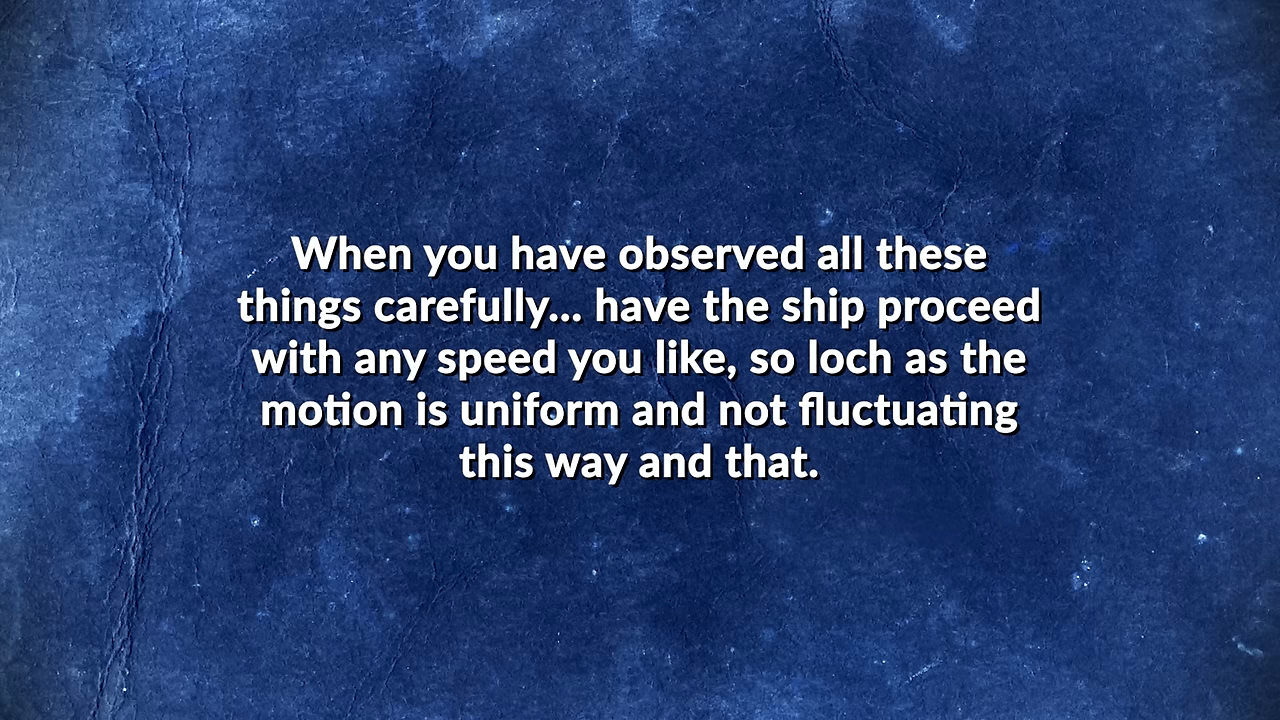 When you have observed all these
things carefully... have the ship proceed
with any speed you like, so loch as the
motion is uniform and not fluctuating
this way and that.